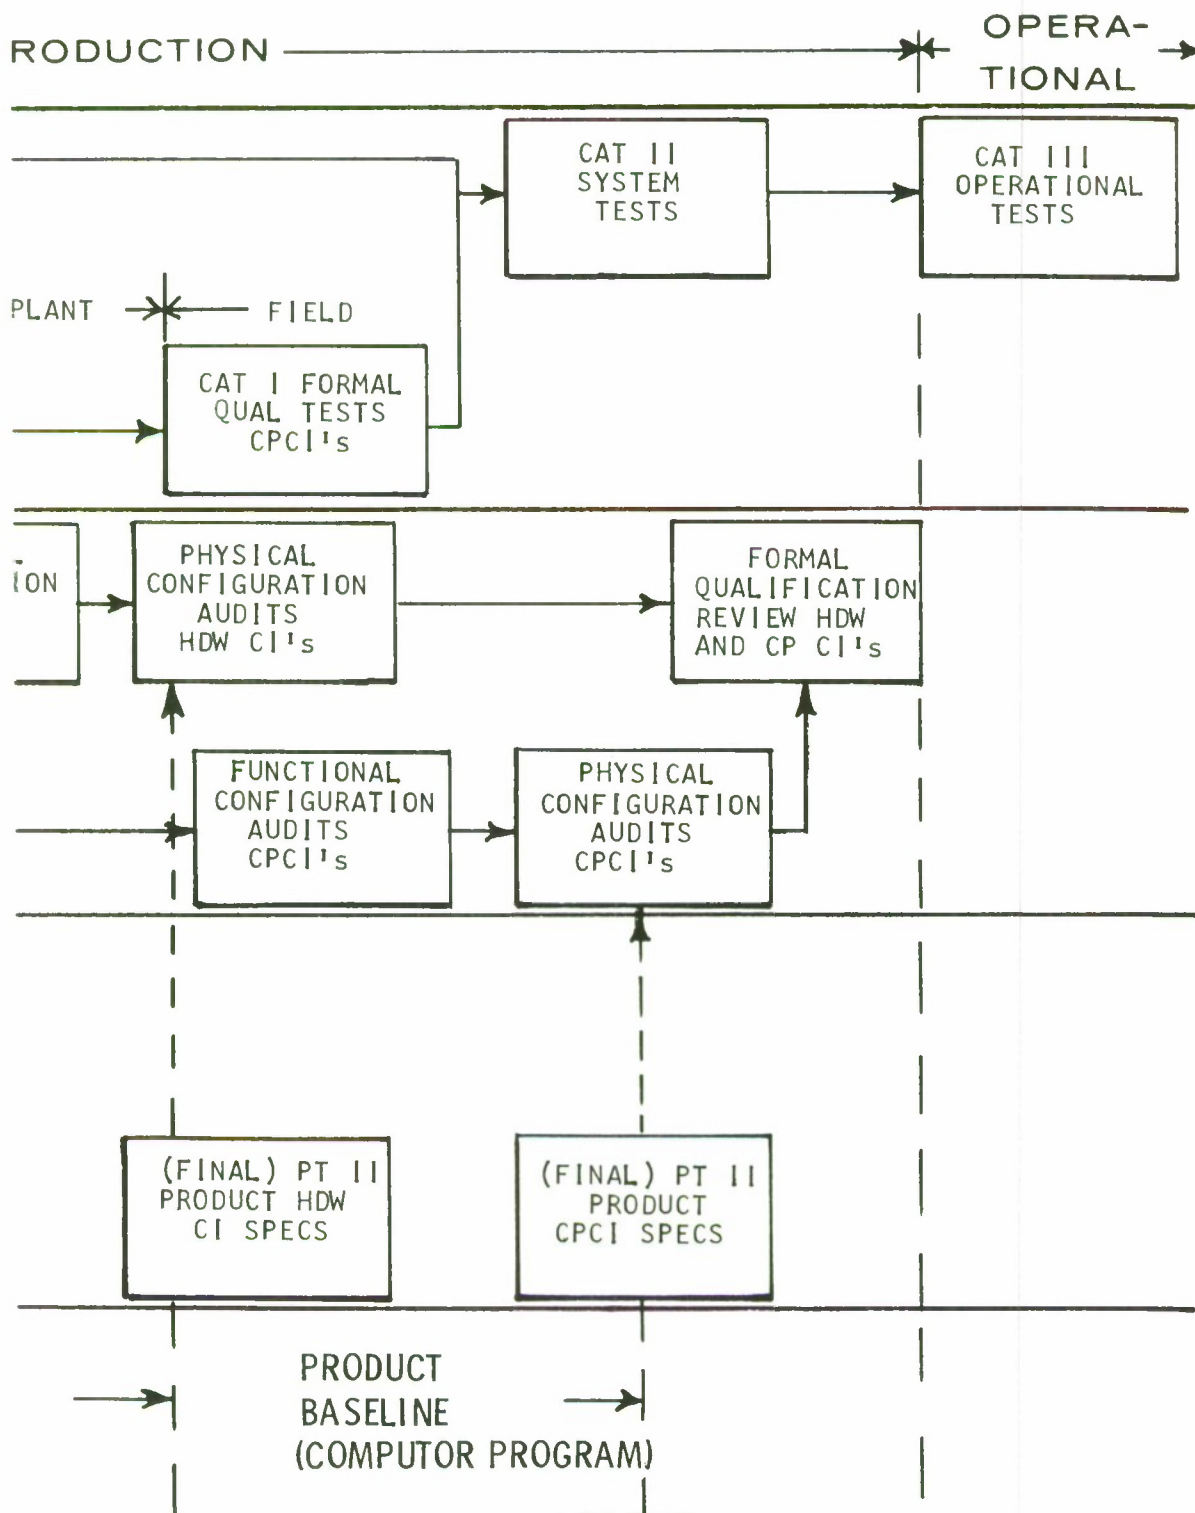 RODUCTION
OPERA-
TIONAL
CAT II
SYSTEM
TESTS
CAT III
OPERATIONAL
TESTS
PLANT
FIELD
CAT I FORMAL
QUAL TESTS
CPCI's
ION
PHYSICAL
CONFIGURATION
AUDITS
HDW CI's
FORMAL
QUALIFICATION
REVIEW HDW
AND CP CI's
FUNCTIONAL
CONFIGURATION
AUDITS
CPCI's
PHYSICAL
CONFIGURATION
AUDITS
CPCI's
(FINAL) PT II
PRODUCT HDW
CI SPECS
(FINAL) PT II
PRODUCT
CPCI SPECS
PRODUCT
BASELINE
(COMPUTOR PROGRAM)